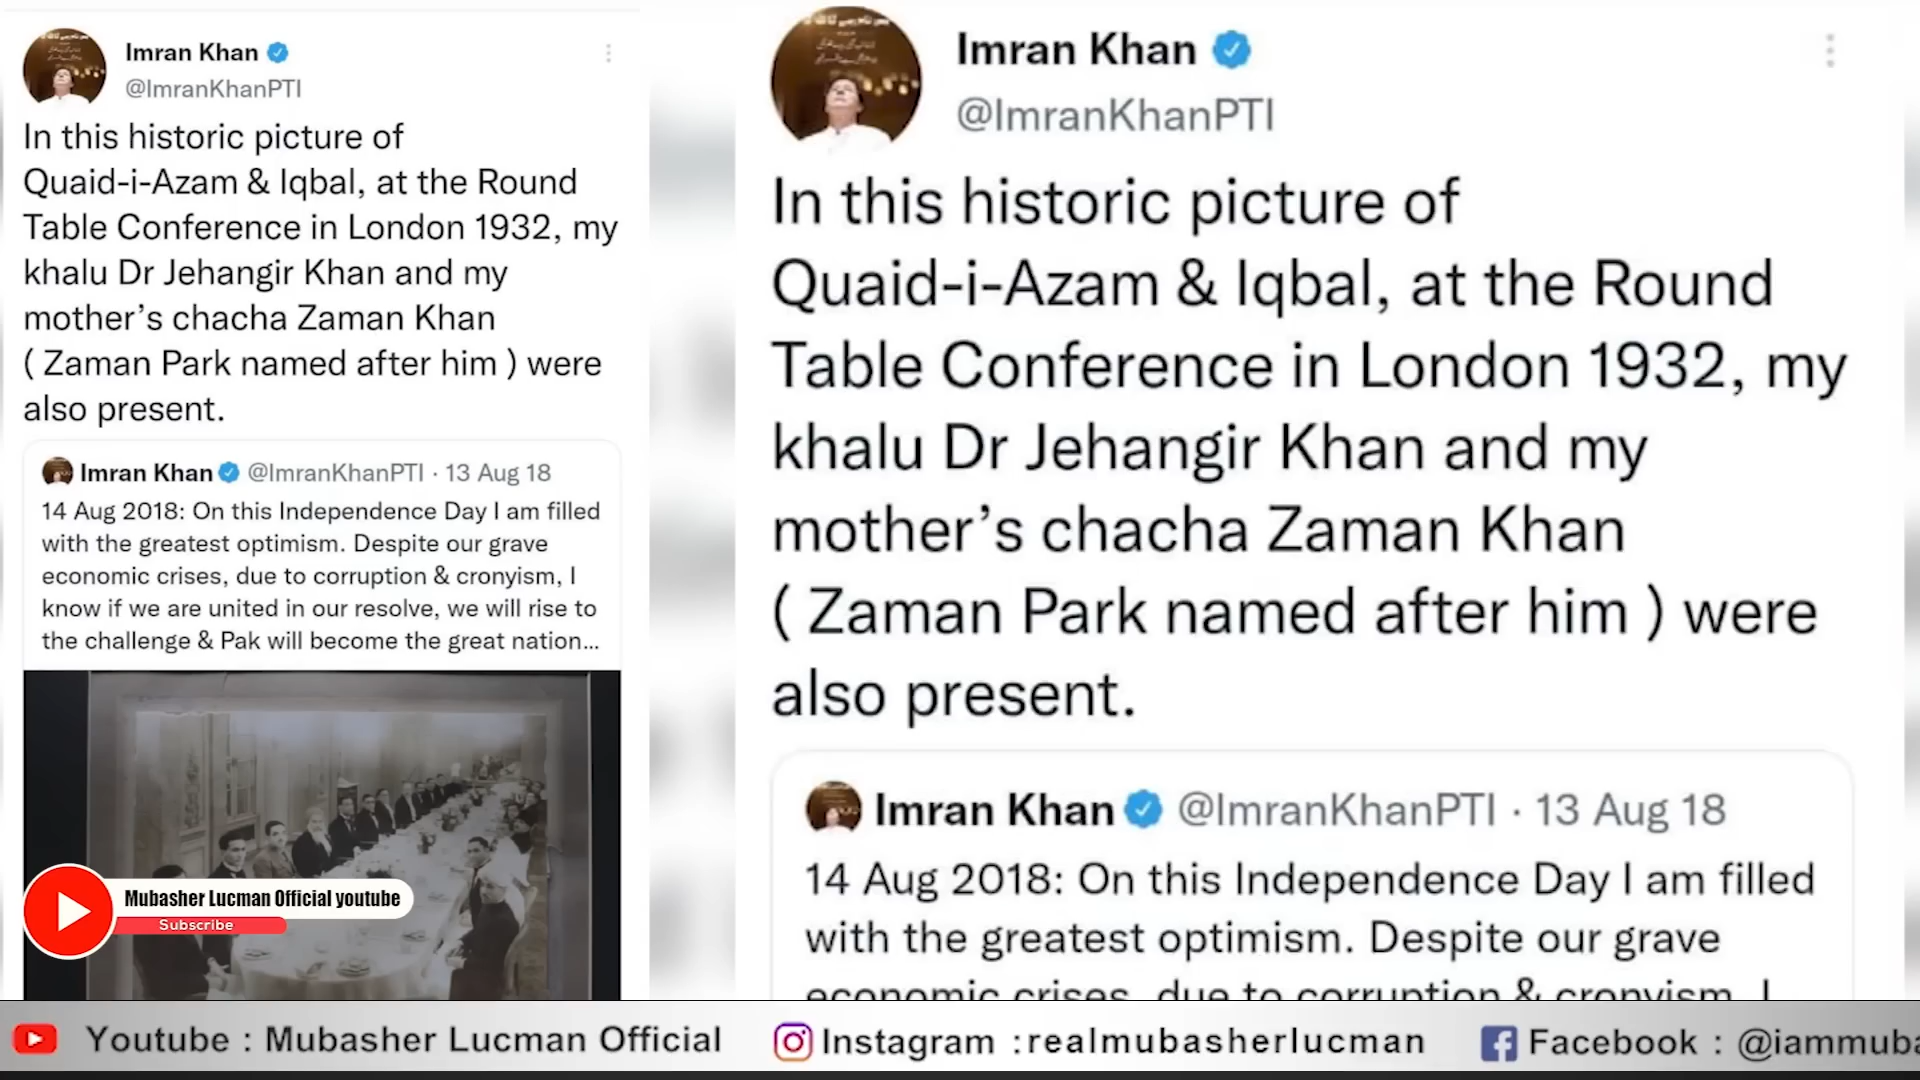 Imran Khan
@ImranKhanPTI
In this historic picture of
Quaid-i-Azam & Iqbal, at the Round
Table Conference in London 1932, my
khalu Dr Jehangir Khan and my
mother’s chacha Zaman Khan
( Zaman Park named after him ) were
also present.
Imran Khan @ImranKhanPTI · 13 Aug 18
14 Aug 2018: On this Independence Day I am filled
with the greatest optimism. Despite our grave
economic crises, due to corruption & cronyism, I
know if we are united in our resolve, we will rise to
the challenge & Pak will become the great nation...
Mubasher Lucman Official youtube
Subscribe
Imran Khan
@ImranKhanPTI
In this historic picture of
Quaid-i-Azam & Iqbal, at the Round
Table Conference in London 1932, my
khalu Dr Jehangir Khan and my
mother’s chacha Zaman Khan
( Zaman Park named after him ) were
also present.
Imran Khan @ImranKhanPTI · 13 Aug 18
14 Aug 2018: On this Independence Day I am filled
with the greatest optimism. Despite our grave
economic crises, due to corruption & cronyism, I
Youtube : Mubasher Lucman Official
Instagram :realmubasherlucman
Facebook : @iammuba